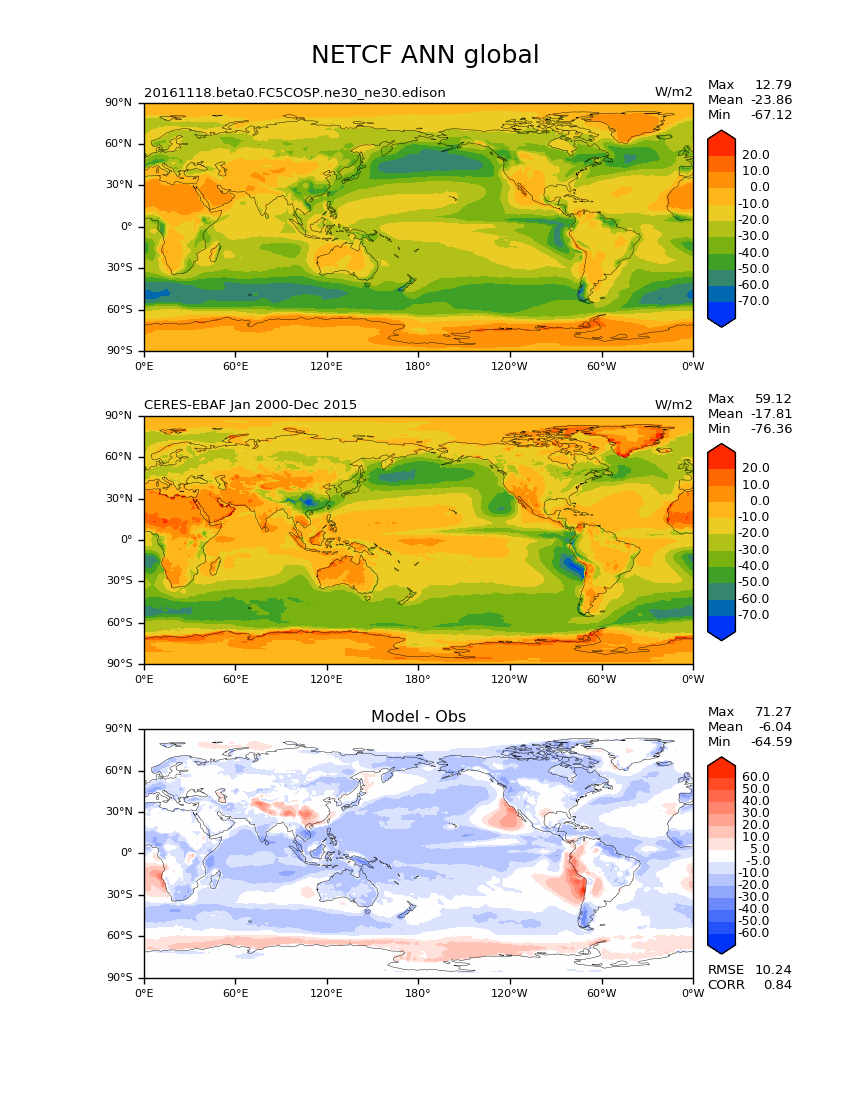 NETCF ANN global
20161118.beta0.FC5COSP.ne30_ne30.edison W/m2
Max 12.79
Mean -23.86
Min -67.12
90°N
60°N
30°N
0°
30°S
60°S
90°S
0°E 60°E 120°E 180° 120°W 60°W 0°W
20.0
10.0
0.0
-10.0
-20.0
-30.0
-40.0
-50.0
-60.0
-70.0
CERES-EBAF Jan 2000-Dec 2015 W/m2
Max 59.12
Mean -17.81
Min -76.36
90°N
60°N
30°N
0°
30°S
60°S
90°S
0°E 60°E 120°E 180° 120°W 60°W 0°W
20.0
10.0
0.0
-10.0
-20.0
-30.0
-40.0
-50.0
-60.0
-70.0
Model - Obs
Max 71.27
Mean -6.04
Min -64.59
90°N
60°N
30°N
0°
30°S
60°S
90°S
0°E 60°E 120°E 180° 120°W 60°W 0°W
60.0
50.0
40.0
30.0
20.0
10.0
5.0
-5.0
-10.0
-20.0
-30.0
-40.0
-50.0
-60.0
RMSE 10.24
CORR 0.84